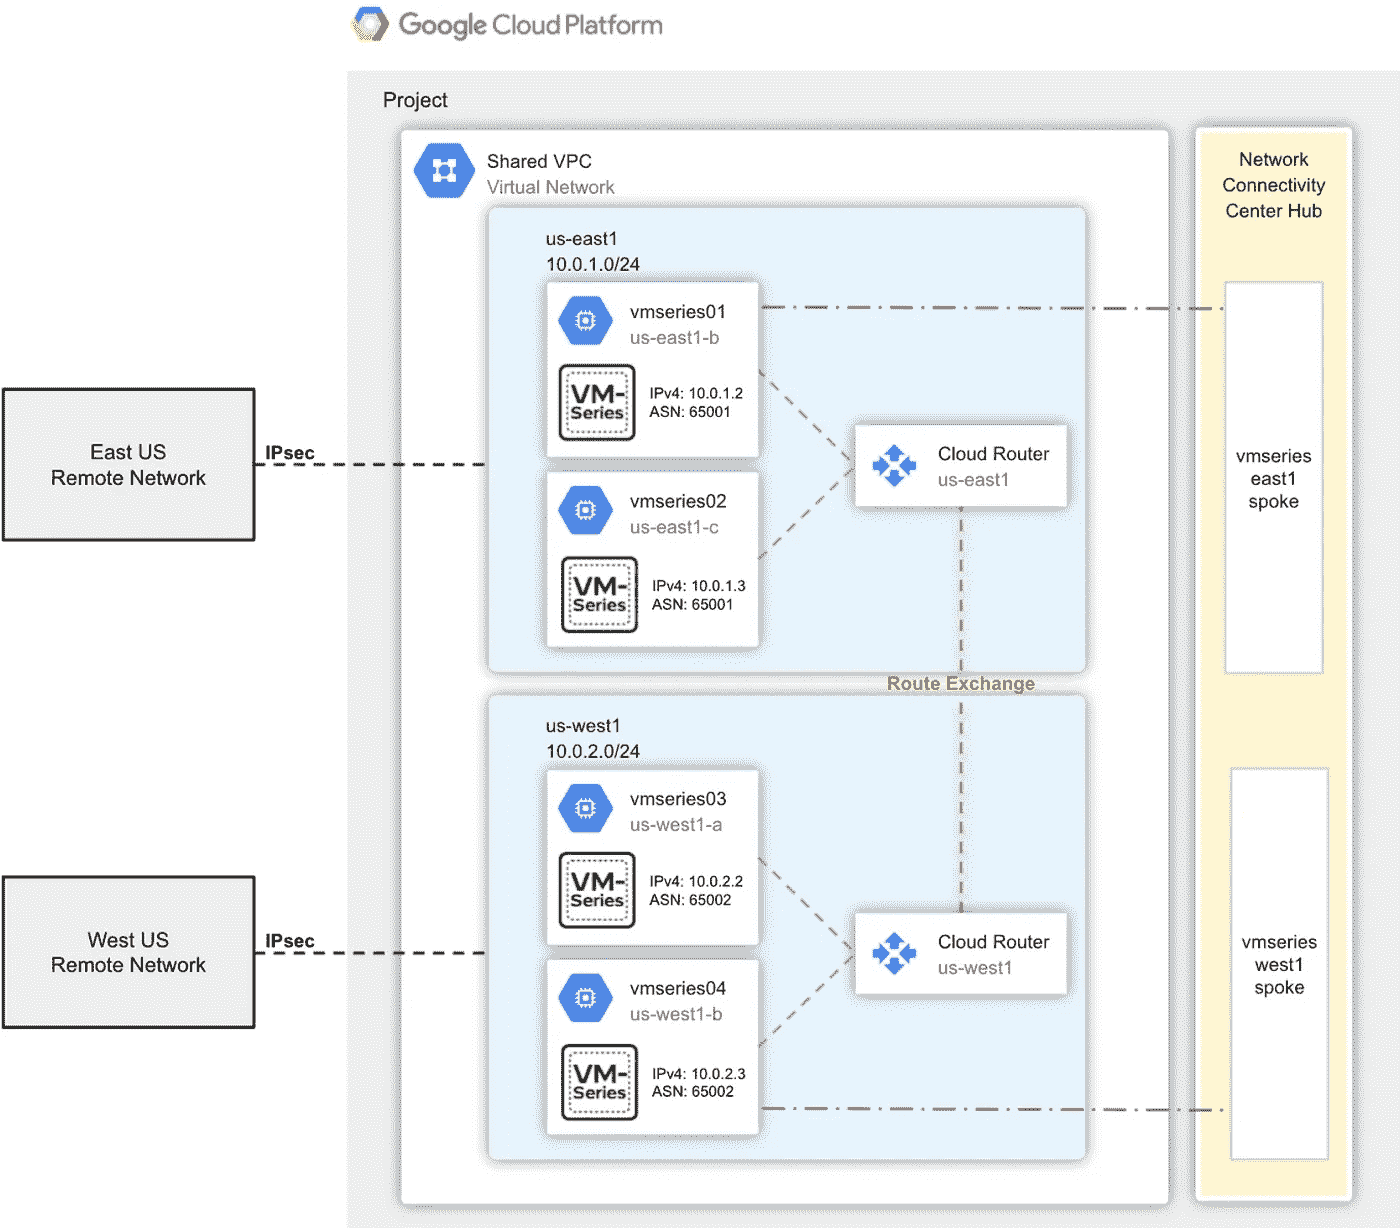 Google Cloud Platform
Project
Shared VPC
Virtual Network
us-east1
10.0.1.0/24
vmseries01
us-east1-b
VM-
Series
IPv4: 10.0.1.2
ASN: 65001
vmseries02
us-east1-c
VM-
Series
IPv4: 10.0.1.3
ASN: 65001
Cloud Router
us-east1
East US
Remote Network
IPsec
Route Exchange
us-west1
10.0.2.0/24
vmseries03
us-west1-a
VM-
Series
IPv4: 10.0.2.2
ASN: 65002
vmseries04
us-west1-b
VM-
Series
IPv4: 10.0.2.3
ASN: 65002
Cloud Router
us-west1
West US
Remote Network
IPsec
Network
Connectivity
Center Hub
vmseries
east1
spoke
vmseries
west1
spoke